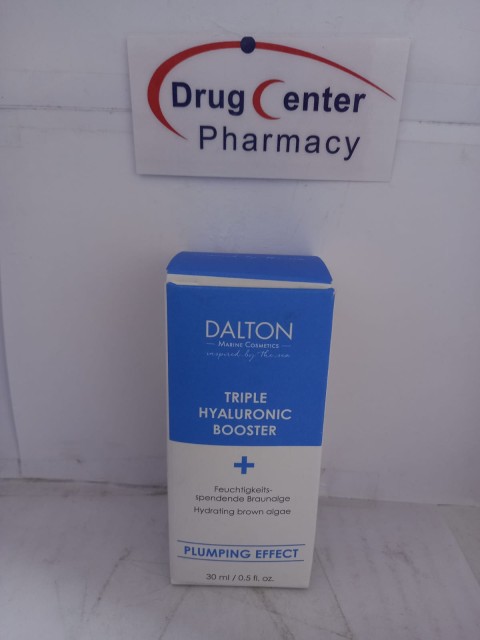 Drug Center
Pharmacy
DALTON
MARINE COSMETICS
inspired by the sea
TRIPLE
HYALURONIC
BOOSTER
+
Feuchtigkeits-
spendende Braunalge
Hydrating brown algae
PLUMPING EFFECT
30 ml / 0.5 fl. oz.